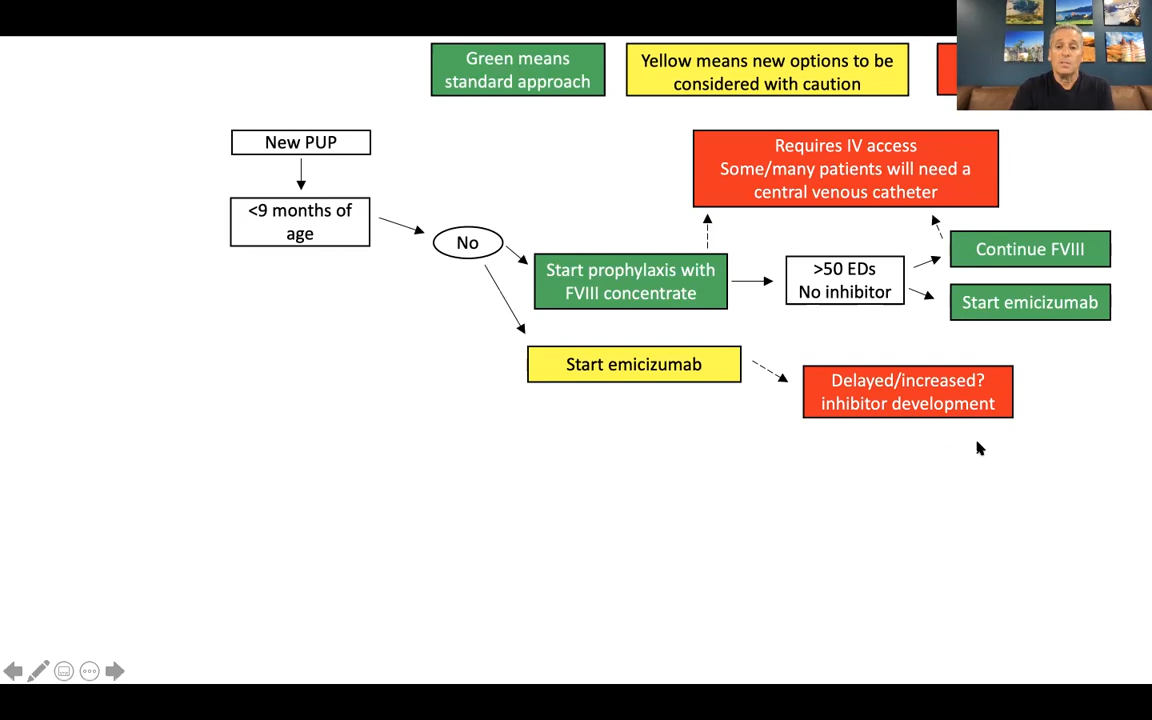 Green means
standard approach
Yellow means new options to be
considered with caution
New PUP
Requires IV access
Some/many patients will need a
central venous catheter
<9 months of
age
No
Start prophylaxis with
FVIII concentrate
>50 EDs
No inhibitor
Continue FVIII
Start emicizumab
Start emicizumab
Delayed/increased?
inhibitor development